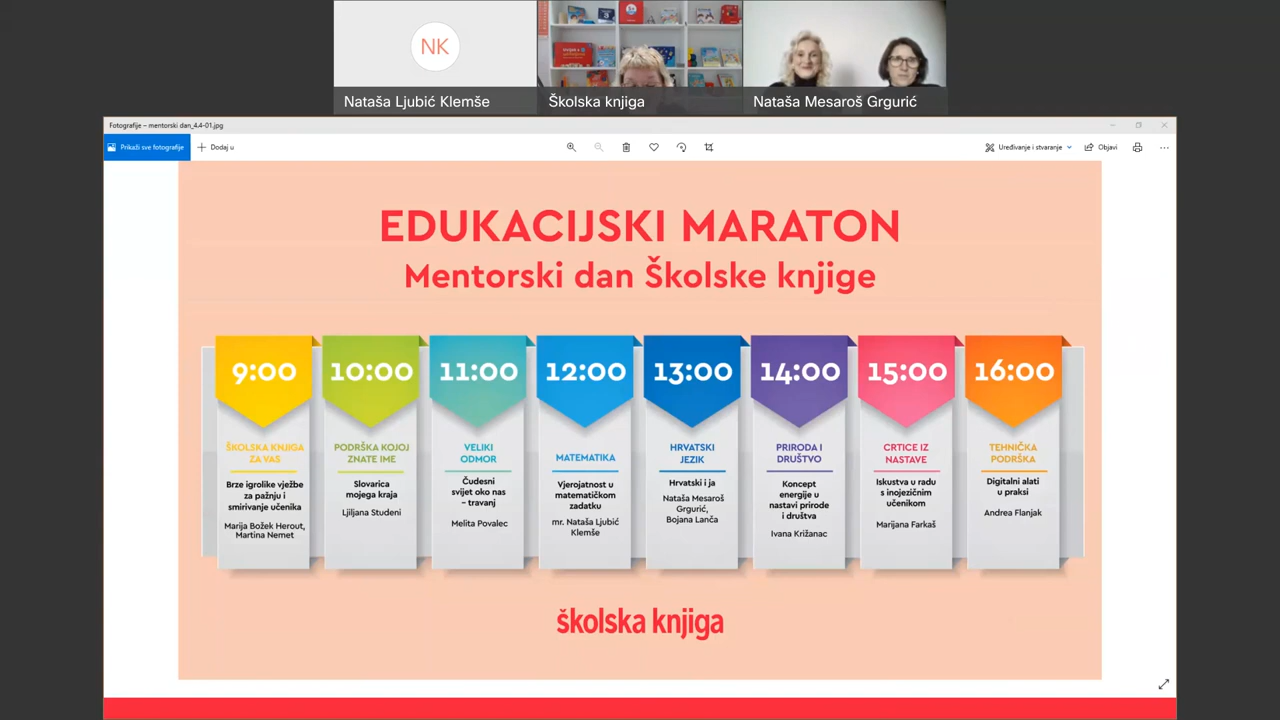 NK
Nataša Ljubić Klemše
Školska knjiga
Nataša Mesaroš Grgurić
Fotografije – mentorski dan_4.4-01.jpg
Prikaži sve fotografije
Dodaj u
Uređivanje i stvaranje
Objavi
EDUKACIJSKI MARATON
Mentorski dan Školske knjige
9:00
ŠKOLSKA KNJIGA
ZA VAS
Brze igrolike vježbe
za pažnju i
smirivanje učenika
Marija Božek Herout,
Martina Nemet
10:00
PODRŠKA KOJOJ
ZNATE IME
Slovarica
mojega kraja
Ljiljana Studeni
11:00
VELIKI
ODMOR
Čudesni
svijet oko nas
– travanj
Melita Povalec
12:00
MATEMATIKA
Vjerojatnost u
matematičkom
zadatku
mr. Nataša Ljubić
Klemše
13:00
HRVATSKI
JEZIK
Hrvatski i ja
Nataša Mesaroš
Grgurić,
Bojana Lanča
14:00
PRIRODA I
DRUŠTVO
Koncept
energije u
nastavi prirode
i društva
Ivana Križanac
15:00
CRTICE IZ
NASTAVE
Iskustva u radu
s inojezičnim
učenikom
Marijana Farkaš
16:00
TEHNIČKA
PODRŠKA
Digitalni alati
u praksi
Andrea Flanjak
školska knjiga